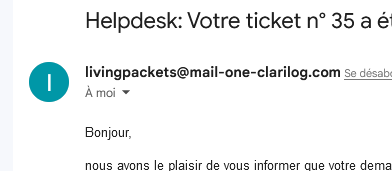 Helpdesk: Votre ticket n° 35 a
I
livingpackets@mail-one-clarilog.com Se
À moi
Bonjour,
nous avons le plaisir de vous informer que votre